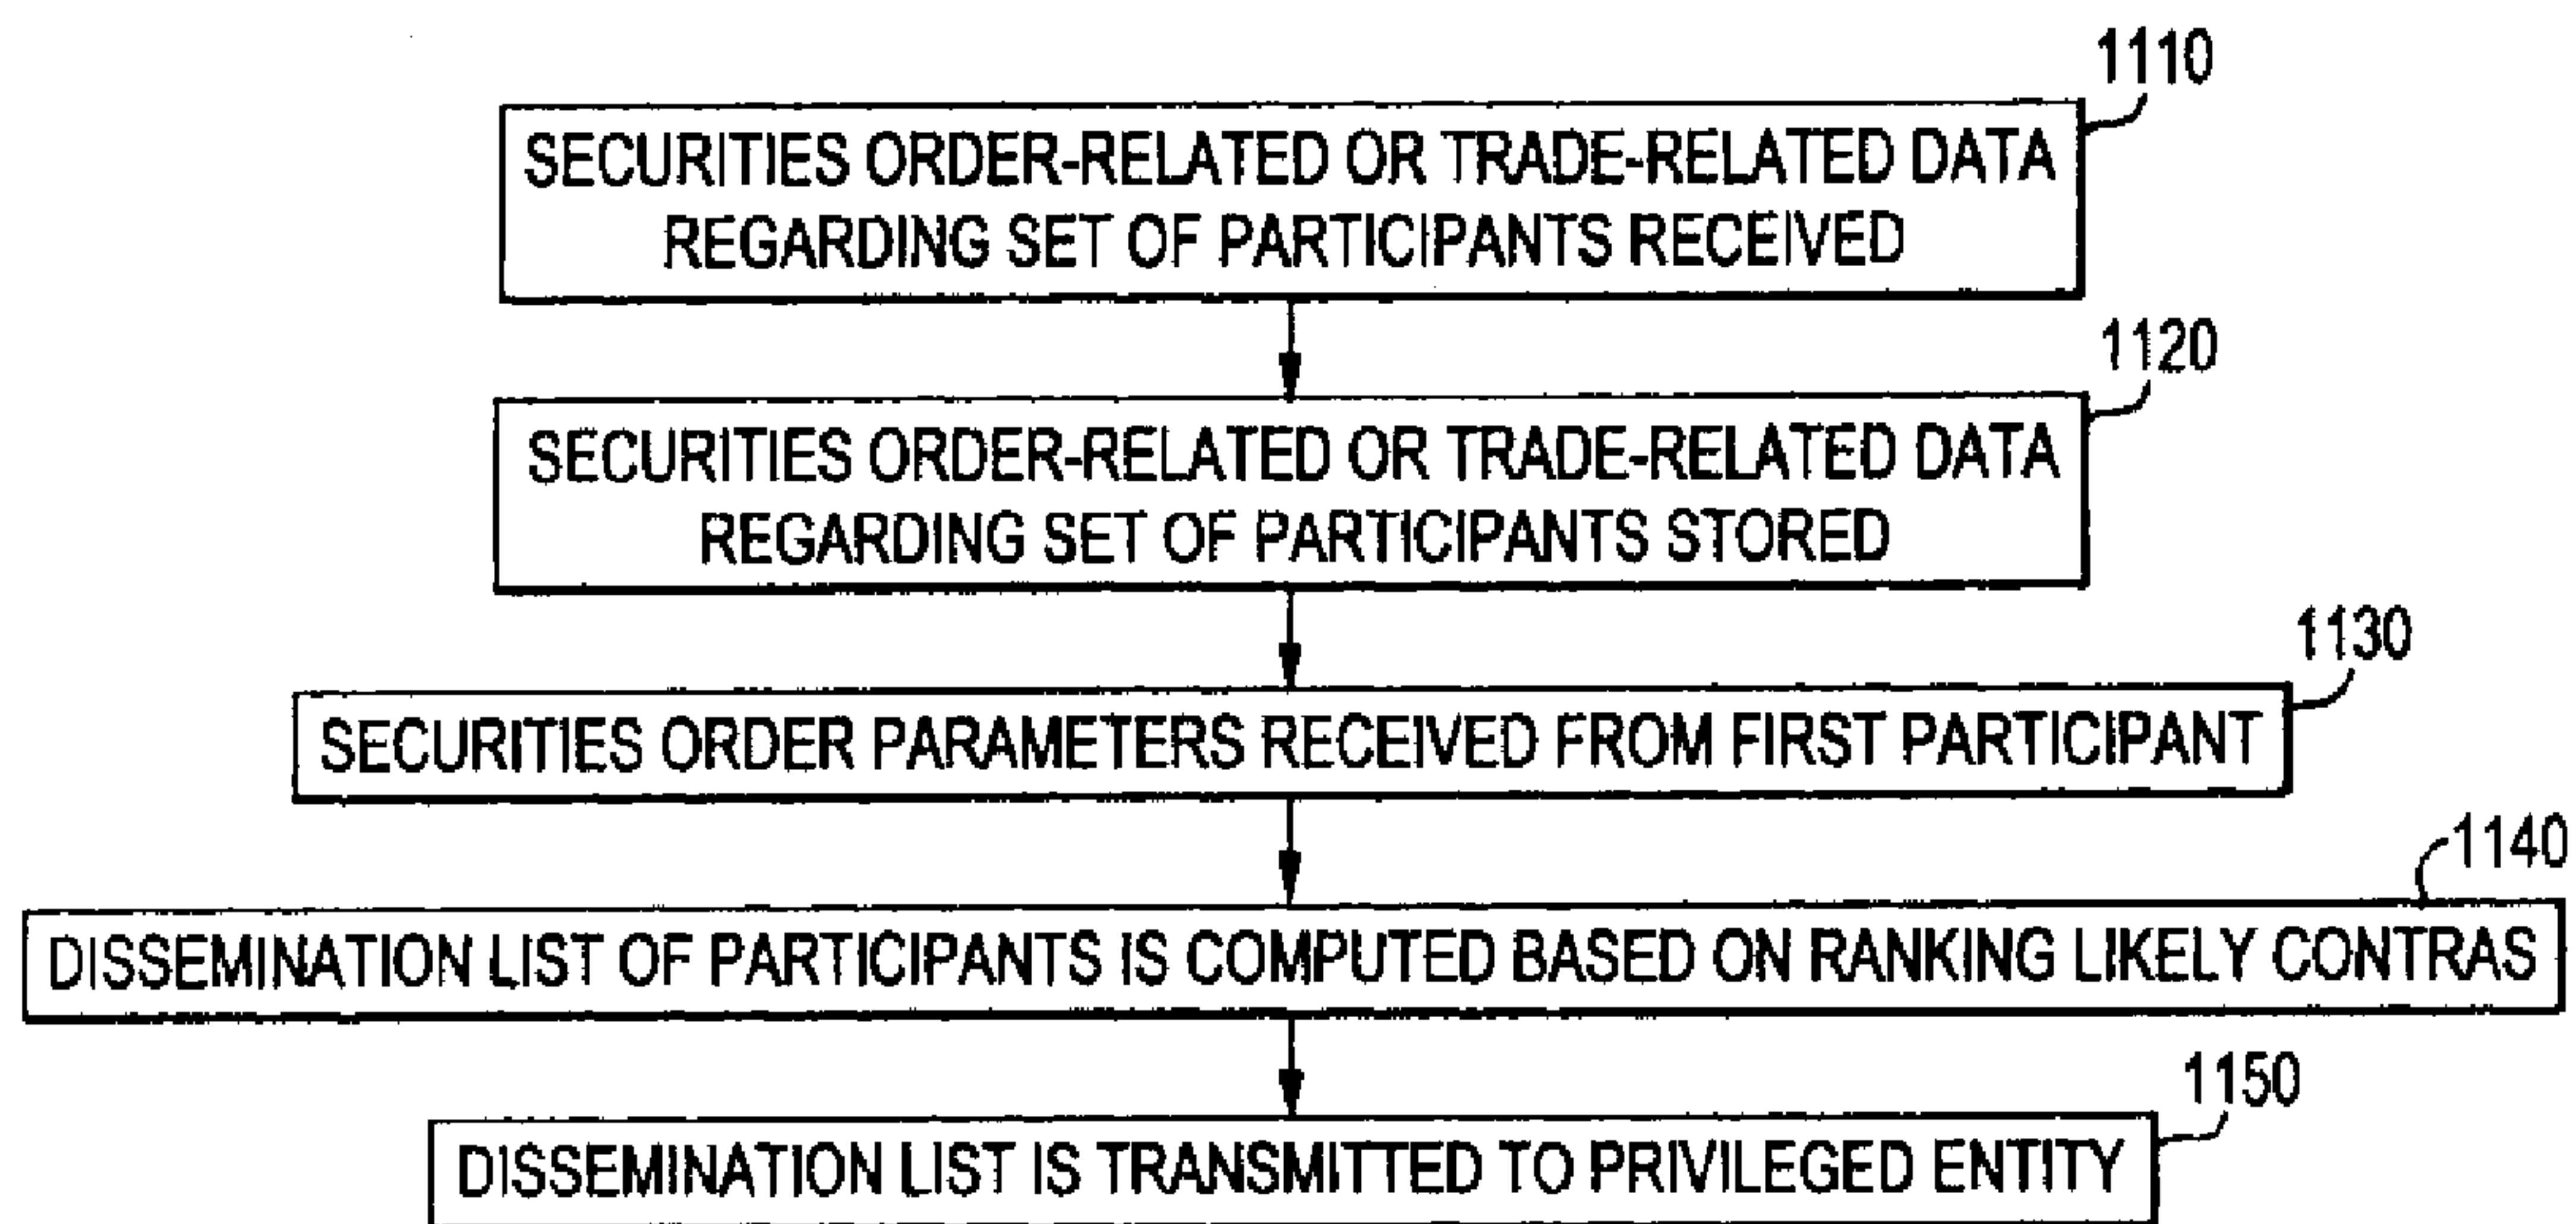 1110
SECURITIES ORDER-RELATED OR TRADE-RELATED DATA
REGARDING SET OF PARTICIPANTS RECEIVED
1120
SECURITIES ORDER-RELATED OR TRADE-RELATED DATA
REGARDING SET OF PARTICIPANTS STORED
1130
SECURITIES ORDER PARAMETERS RECEIVED FROM FIRST PARTICIPANT
1140
DISSEMINATION LIST OF PARTICIPANTS IS COMPUTED BASED ON RANKING LIKELY CONTRAS
1150
DISSEMINATION LIST IS TRANSMITTED TO PRIVILEGED ENTITY